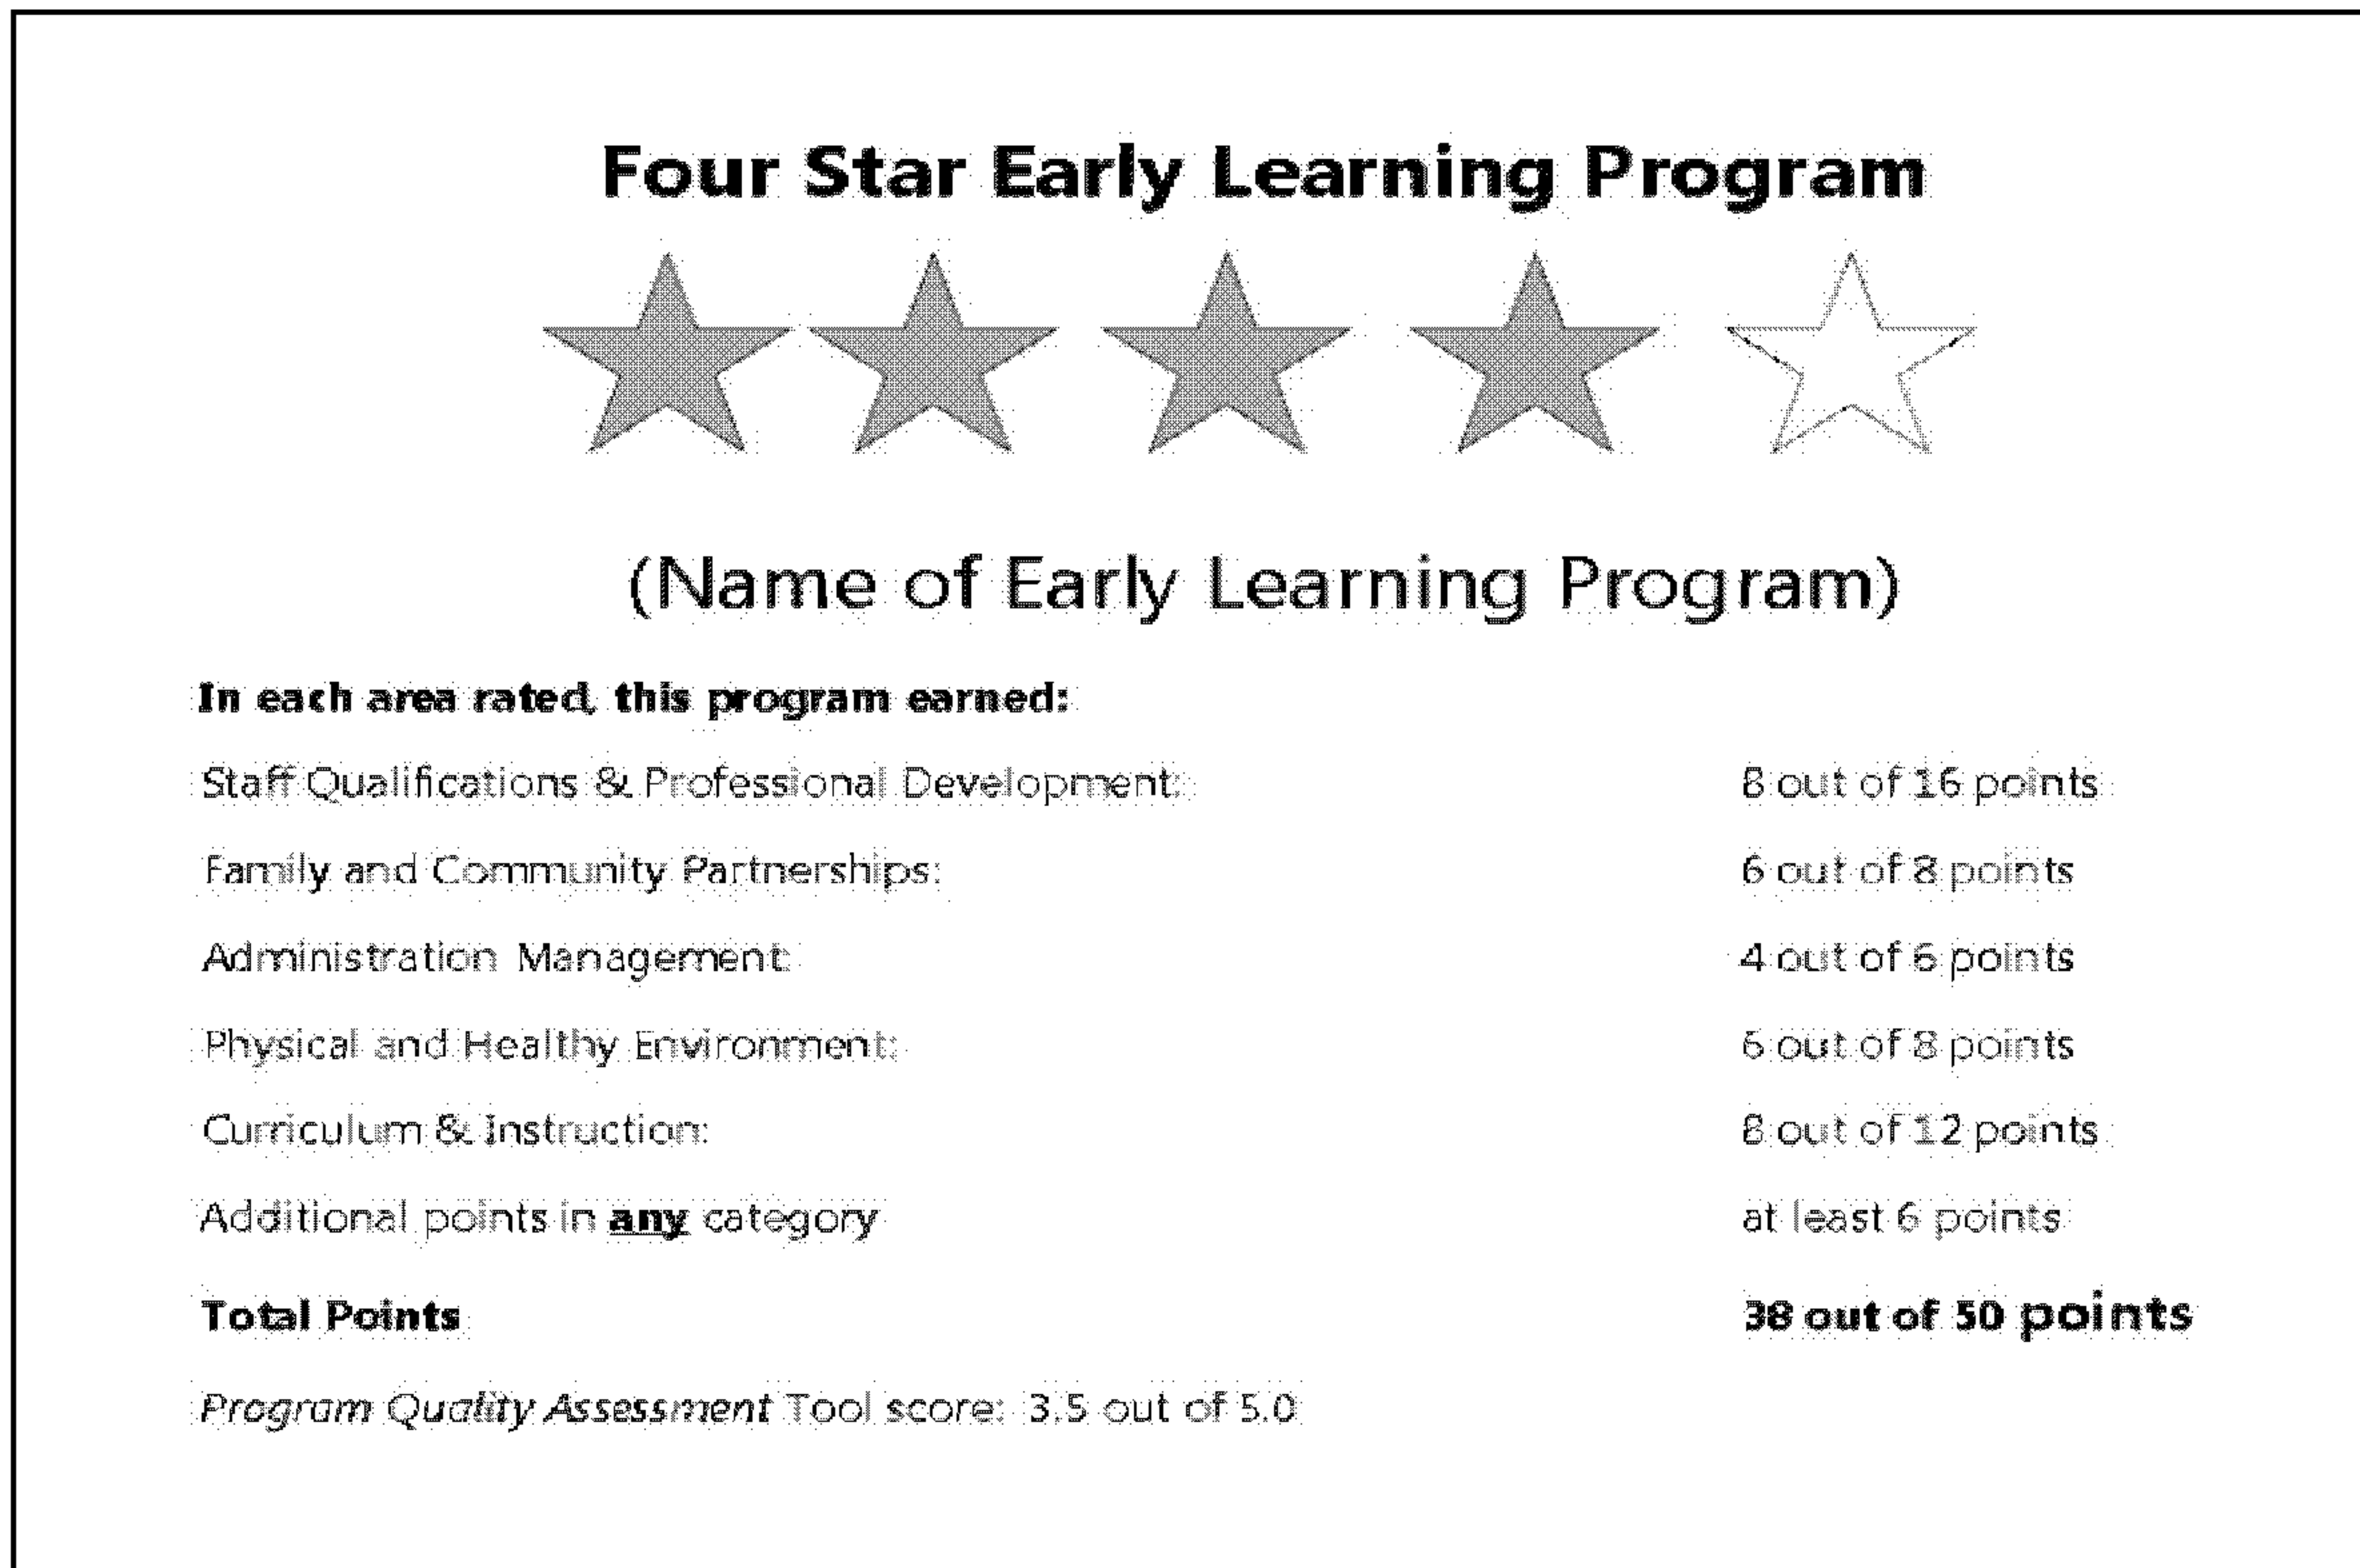 Four Star Early Learning Program
(Name of Early Learning Program)
In each area rated, this program earned:
Staff Qualifications & Professional Development: 8 out of 16 points
Family and Community Partnerships: 6 out of 8 points
Administration Management: 4 out of 6 points
Physical and Healthy Environment: 6 out of 8 points
Curriculum & Instruction: 8 out of 12 points
Additional points in any category at least 6 points
Total Points 38 out of 50 points
Program Quality Assessment Tool score: 3.5 out of 5.0